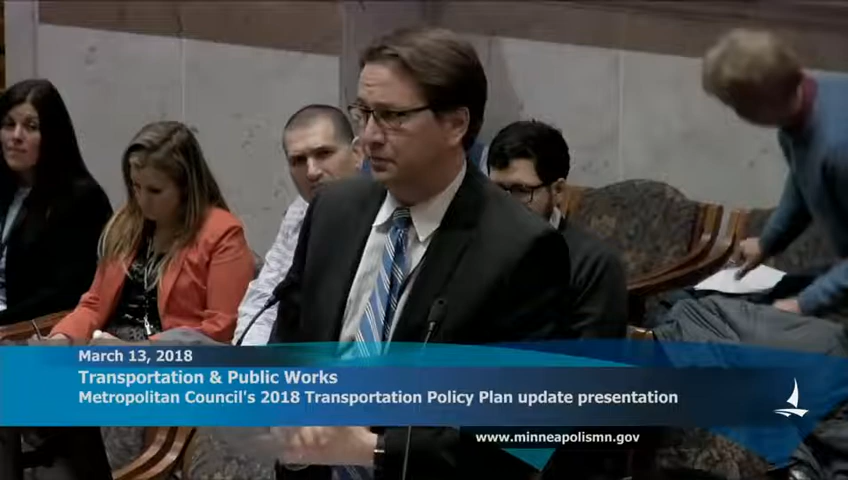 March 13, 2018
Transportation & Public Works
Metropolitan Council's 2018 Transportation Policy Plan update presentation
www.minneapolismn.gov